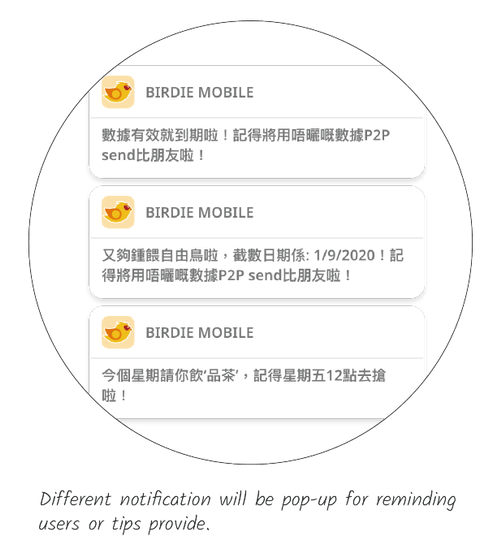 BIRDIE MOBILE
數據有效就到期啦！記得將用唔曬嘅數據P2P
send比朋友啦！
BIRDIE MOBILE
又夠鍾餵自由鳥啦，截數日期係: 1/9/2020！記
得將用唔曬嘅數據P2P send比朋友啦！
BIRDIE MOBILE
今個星期請你飲‘品茶’，記得星期五12點去搶
啦！
Different notification will be pop-up for reminding
users or tips provide.